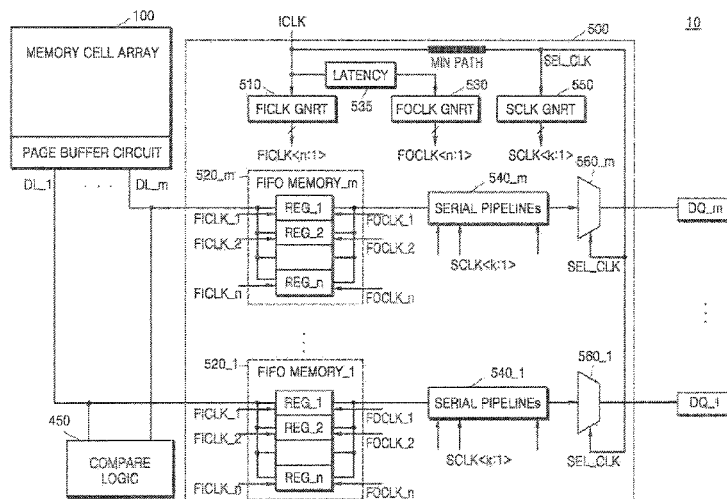 100
ICLK
500
10
MEMORY CELL ARRAY
MIN PATH
SEL_CLK
LATENCY
510
535
530
550
FICLK GNRT
FOCLK GNRT
SCLK GNRT
PAGE BUFFER CIRCUIT
FICLK<n:1>
FOCLK<n:1>
SCLK<k:1>
DL_1
. . . .
DL_m
520_m
FIFO MEMORY_m
540_m
560_m
REG_1
SERIAL PIPELINEs
DQ_m
FICLK_1
FOCLK_1
REG_2
FICLK_2
FOCLK_2
SCLK<k:1>
SEL_CLK
REG_n
FICLK_n
FOCLK_n
520_1
FIFO MEMORY_1
540_1
560_1
REG_1
SERIAL PIPELINEs
DQ_1
FICLK_1
FOCLK_1
450
REG_2
FICLK_2
FOCLK_2
COMPARE
LOGIC
SCLK<k:1>
SEL_CLK
REG_n
FICLK_n
FOCLK_n